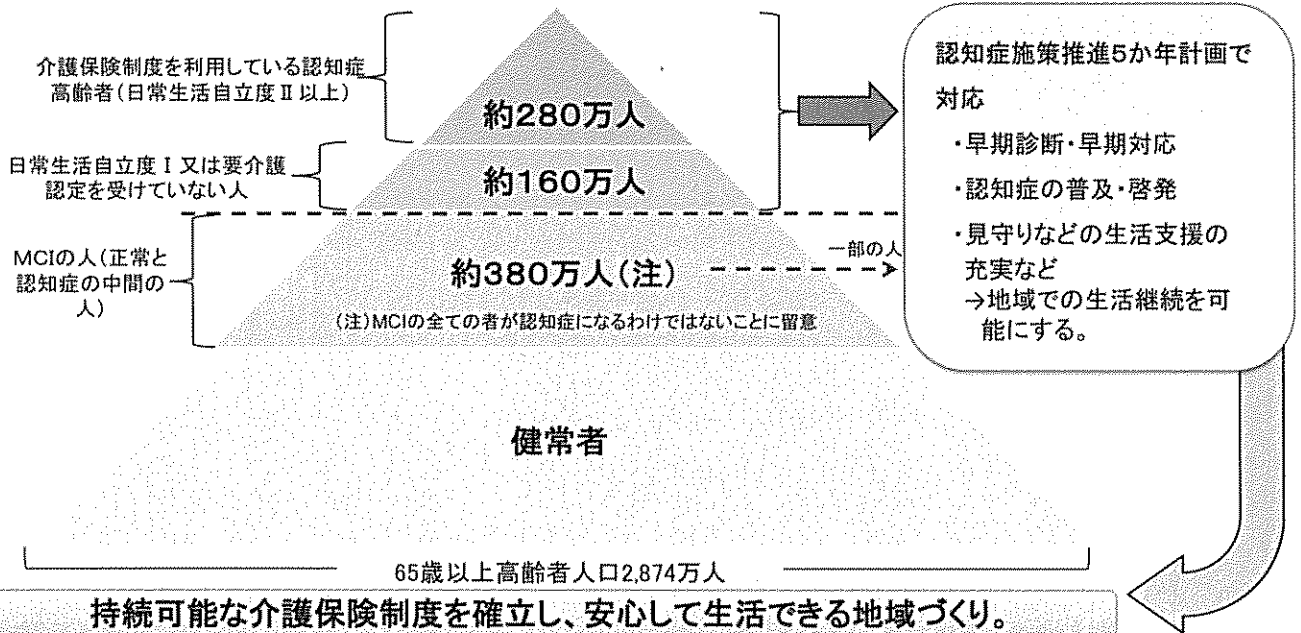 介護保険制度を利用している認知症
高齢者(日常生活自立度Ⅱ以上)
約280万人
日常生活自立度Ⅰ又は要介護
認定を受けていない人
約160万人
MCIの人(正常と
認知症の中間の
人)
約380万人(注)
一部の人
(注)MCIの全ての者が認知症になるわけではないことに留意
健常者
65歳以上高齢者人口2,874万人
認知症施策推進5か年計画で
対応
・早期診断・早期対応
・認知症の普及・啓発
・見守りなどの生活支援の
充実など
→地域での生活継続を可
能にする。
持続可能な介護保険制度を確立し、安心して生活できる地域づくり。